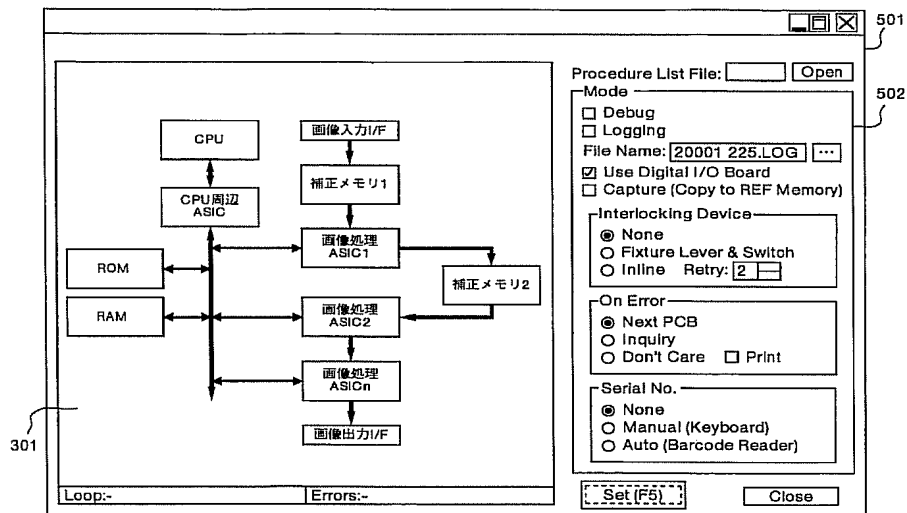 501
Procedure List File:
Open
502
Mode
Debug
Logging
File Name: 20001 225.LOG ...
Use Digital I/O Board
Capture (Copy to REF Memory)
Interlocking Device
None
Fixture Lever & Switch
Inline Retry: 2
On Error
Next PCB
Inquiry
Don't Care Print
Serial No.
None
Manual (Keyboard)
Auto (Barcode Reader)
Set (F5)
Close
CPU
CPU周辺
ASIC
ROM
RAM
画像入力I/F
補正メモリ1
画像処理
ASIC1
補正メモリ2
画像処理
ASIC2
画像処理
ASICn
画像出力I/F
301
Loop:-
Errors:-